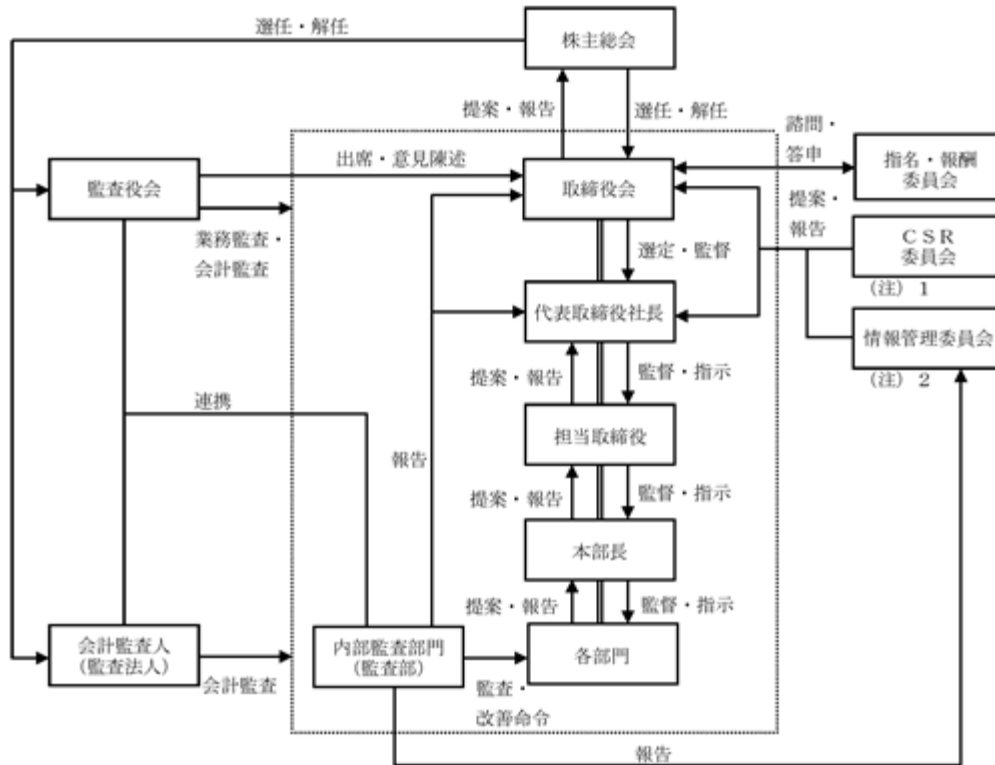 選任・解任
株主総会
提案・報告
選任・解任
諮問・
答申
出席・意見陳述
監査役会
取締役会
指名・報酬
委員会
提案・
報告
業務監査・
会計監査
選定・監督
CSR
委員会
(注) 1
代表取締役社長
情報管理委員会
(注) 2
提案・報告
監督・指示
連携
担当取締役
報告
提案・報告
監督・指示
本部長
提案・報告
監督・指示
会計監査人
(監査法人)
会計監査
内部監査部門
(監査部)
各部門
監査・
改善命令
報告